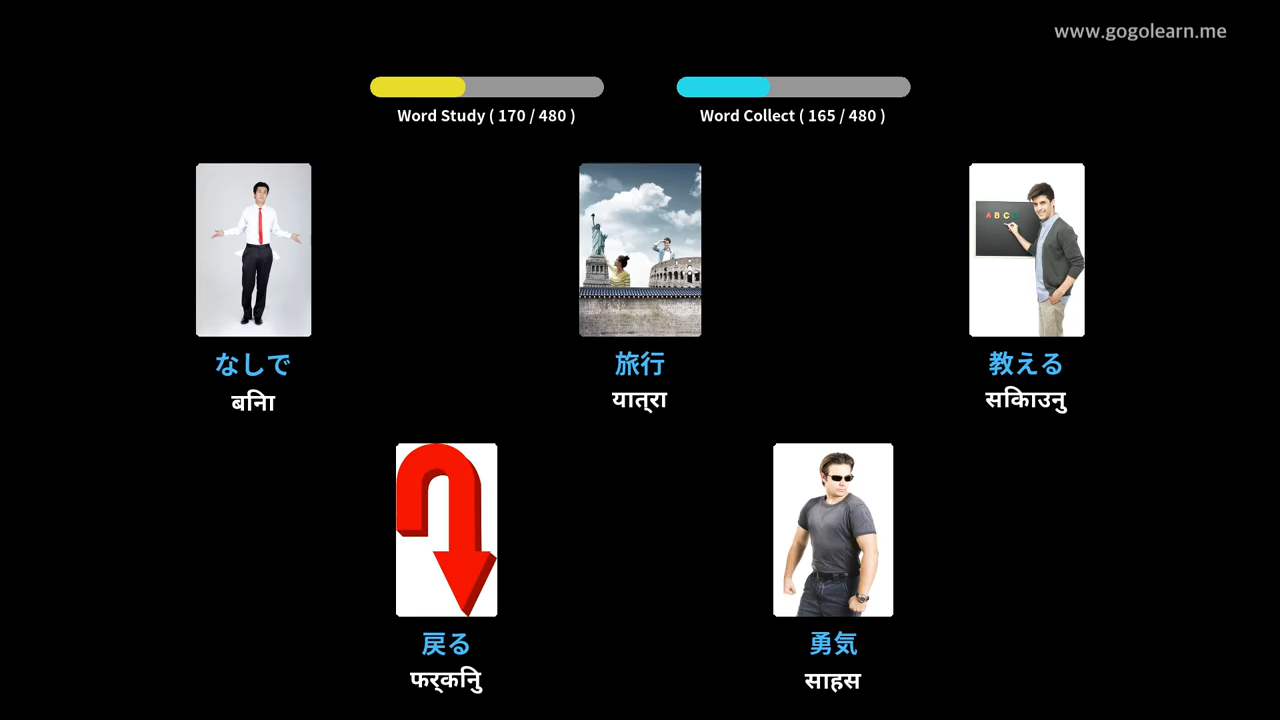 www.gogolearn.me
Word Study ( 170 / 480 )
Word Collect ( 165 / 480 )
なしで
बिना
旅行
यात्रा
教える
सिकाउनु
戻る
फर्किनु
勇気
साहस